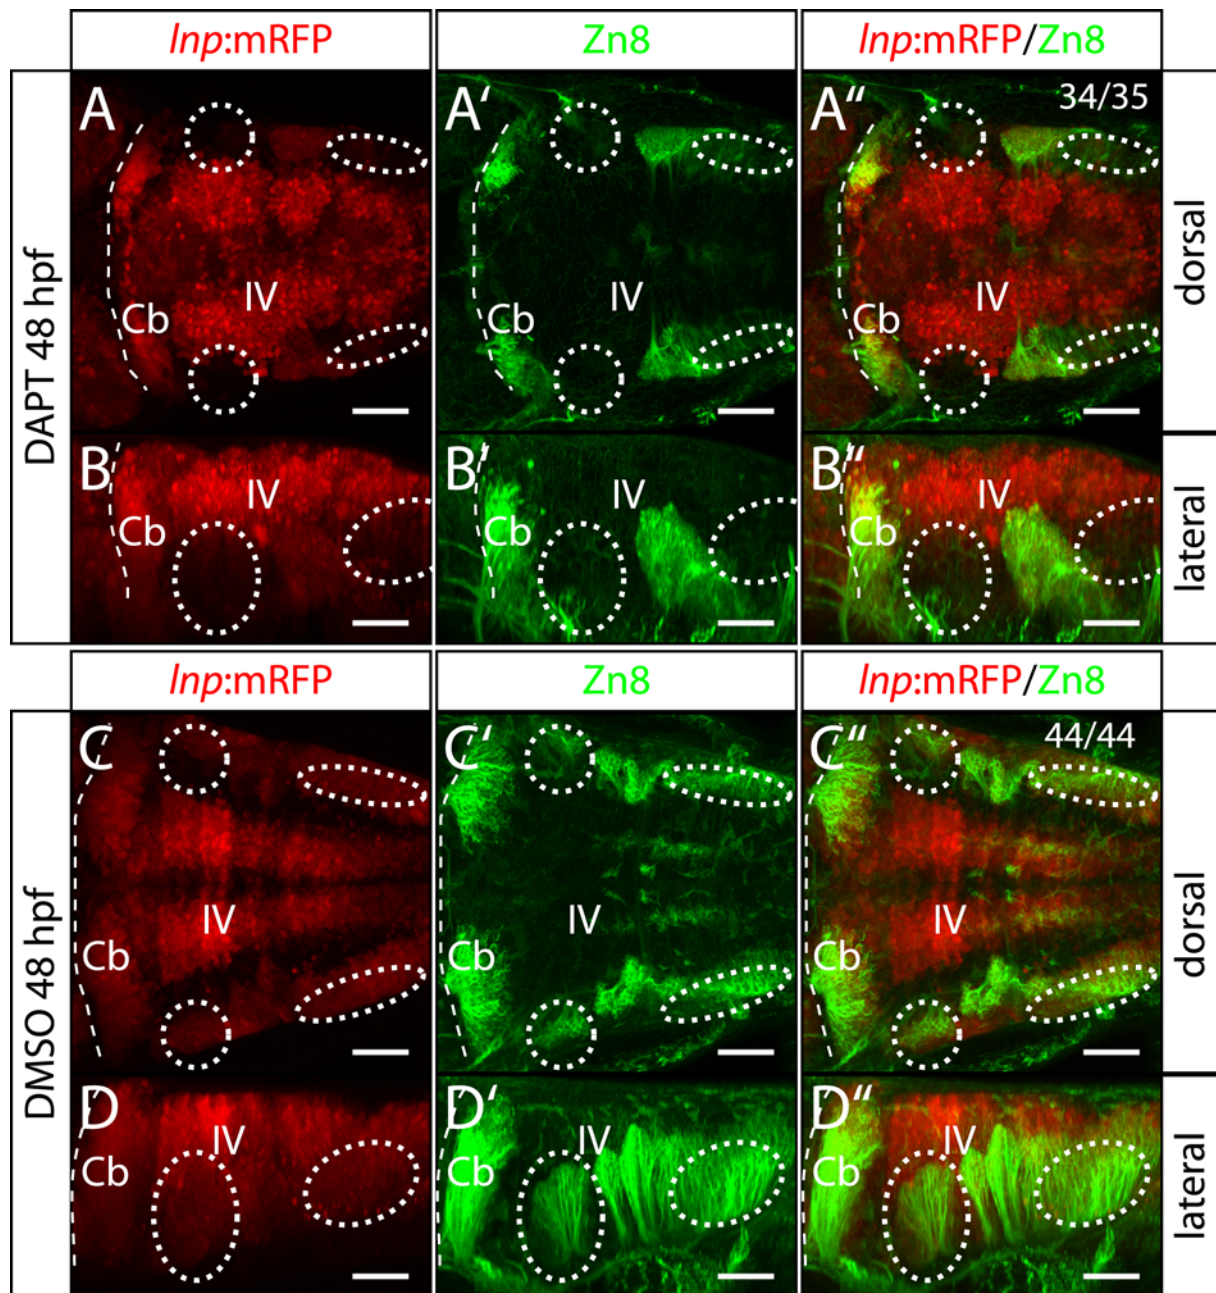 lnp:mRFP Zn8 lnp:mRFP/Zn8
DAPT 48 hpf
A A‘ A“ 34/35
IV IV IV
Cb Cb Cb
dorsal
B B‘ B“
IV IV IV
Cb Cb Cb
lateral
lnp:mRFP Zn8 lnp:mRFP/Zn8
DMSO 48 hpf
C C‘ C“ 44/44
IV IV IV
Cb Cb Cb
dorsal
D D‘ D“
IV IV IV
Cb Cb Cb
lateral